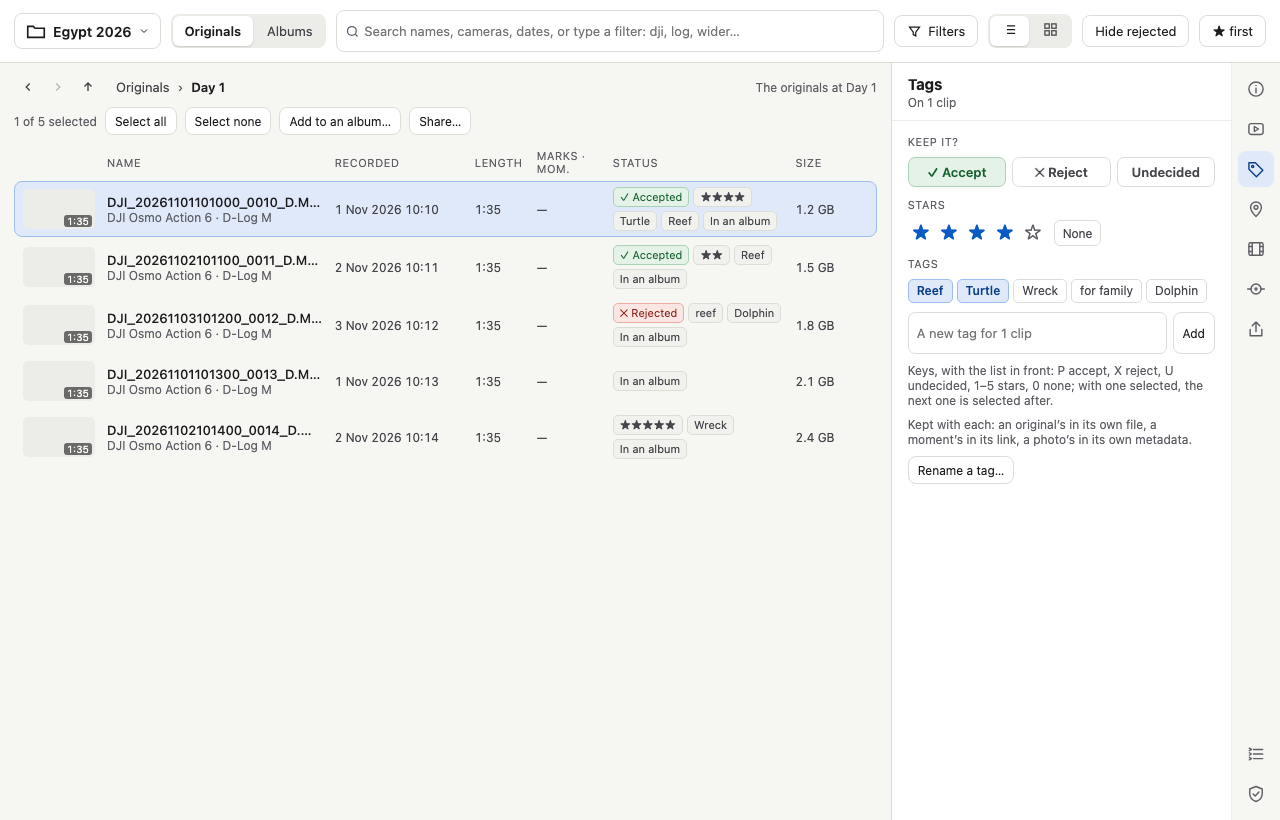 Egypt 2026
Originals
Albums
Search names, cameras, dates, or type a filter: dji, log, wider...
Filters
Hide rejected
★ first
Originals › Day 1
The originals at Day 1
1 of 5 selected
Select all
Select none
Add to an album...
Share...
NAME
RECORDED
LENGTH
MARKS · MOM.
STATUS
SIZE
1:35
DJI_20261101101000_0010_D.M...
DJI Osmo Action 6 · D-Log M
1 Nov 2026 10:10
1:35
—
✓ Accepted ★★★★
Turtle Reef In an album
1.2 GB
1:35
DJI_20261102101100_0011_D.M...
DJI Osmo Action 6 · D-Log M
2 Nov 2026 10:11
1:35
—
✓ Accepted ★★ Reef
In an album
1.5 GB
1:35
DJI_20261103101200_0012_D.M...
DJI Osmo Action 6 · D-Log M
3 Nov 2026 10:12
1:35
—
✕ Rejected reef Dolphin
In an album
1.8 GB
1:35
DJI_20261101101300_0013_D.M...
DJI Osmo Action 6 · D-Log M
1 Nov 2026 10:13
1:35
—
In an album
2.1 GB
1:35
DJI_20261102101400_0014_D....
DJI Osmo Action 6 · D-Log M
2 Nov 2026 10:14
1:35
—
★★★★★ Wreck
In an album
2.4 GB
Tags
On 1 clip
KEEP IT?
✓ Accept
✕ Reject
Undecided
STARS
★ ★ ★ ★ ☆ None
TAGS
Reef Turtle Wreck for family Dolphin
A new tag for 1 clip
Add
Keys, with the list in front: P accept, X reject, U
undecided, 1–5 stars, 0 none; with one selected, the
next one is selected after.
Kept with each: an original’s in its own file, a
moment’s in its link, a photo’s in its own metadata.
Rename a tag...